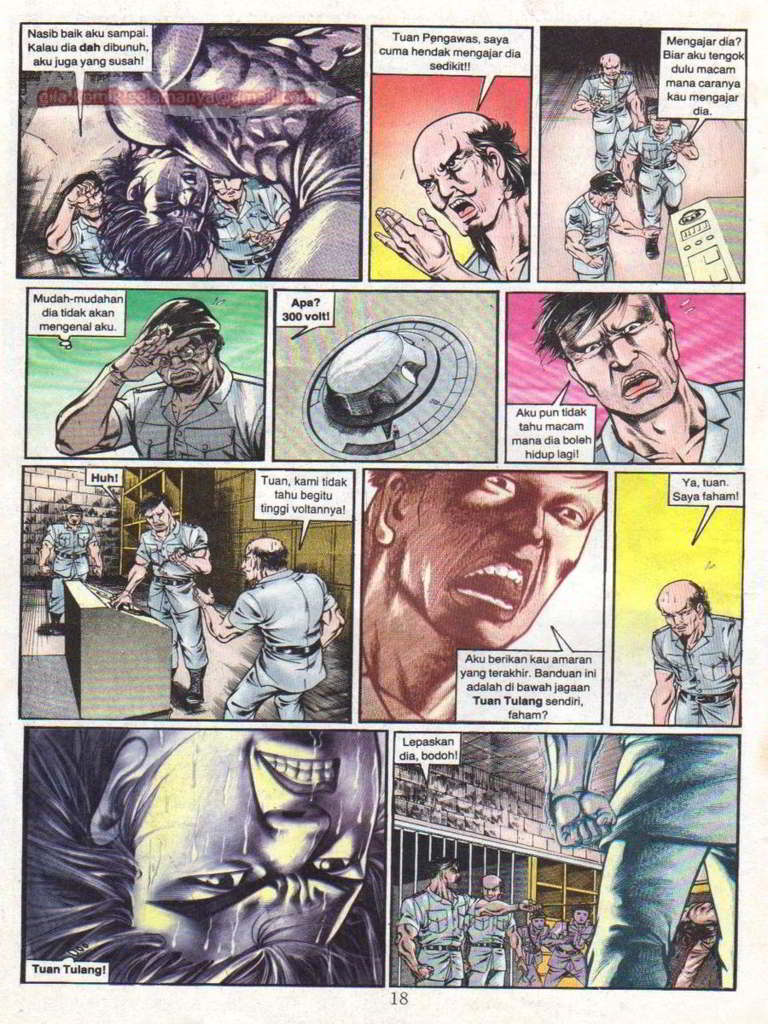 Nasib baik aku sampai.
Kalau dia dah dibunuh,
aku juga yang susah!
Tuan Pengawas, saya
cuma hendak mengajar dia
sedikit!!
Mengajar dia?
Biar aku tengok
dulu macam
mana caranya
kau mengajar
dia.
Mudah-mudahan
dia tidak akan
mengenal aku.
Apa?
300 volt!
Aku pun tidak
tahu macam
mana dia boleh
hidup lagi!
Huh!
Tuan, kami tidak
tahu begitu
tinggi voltannya!
Aku berikan kau amaran
yang terakhir. Banduan ini
adalah di bawah jagaan
Tuan Tulang sendiri,
faham?
Ya, tuan.
Saya faham!
Tuan Tulang!
Lepaskan
dia, bodoh!
18